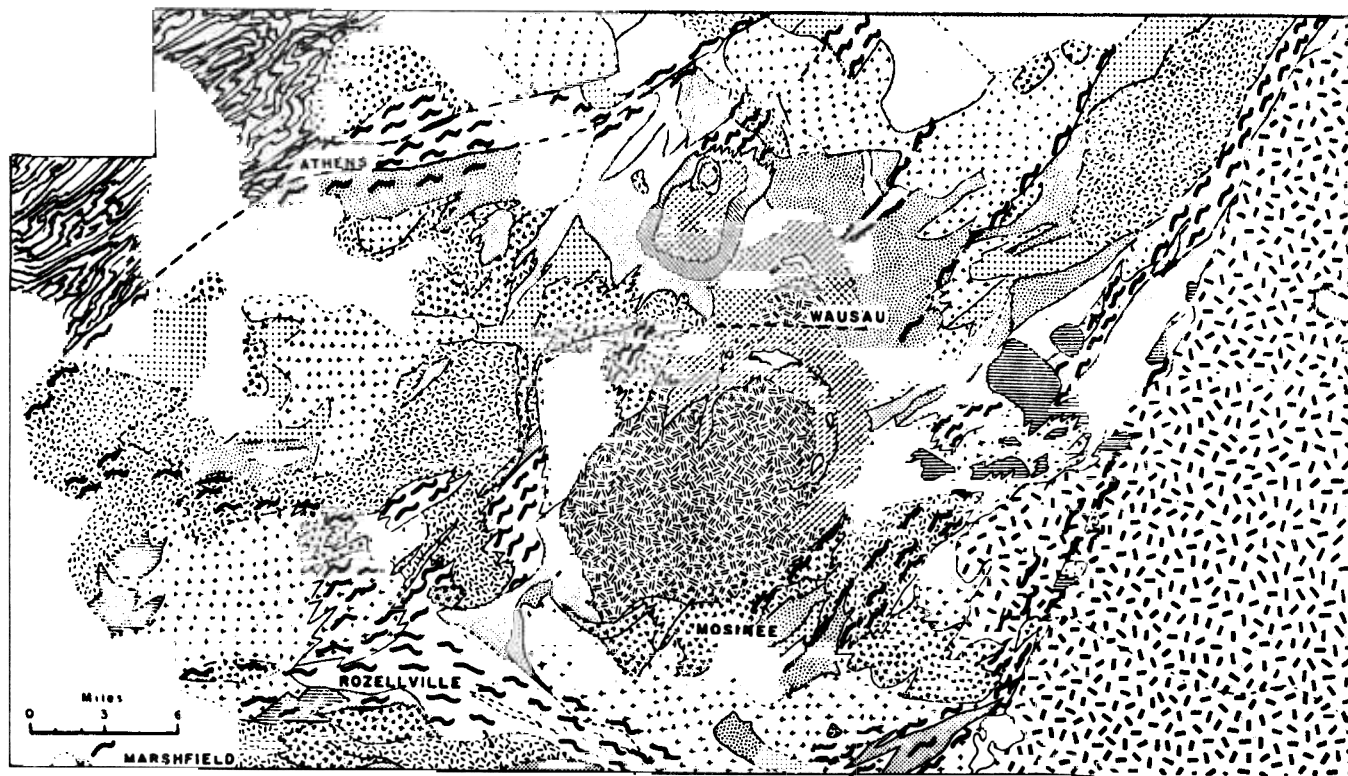 ATHENS
WAUSAU
MOSINEE
ROZELLVILLE
Miles
0 3 6
MARSHFIELD